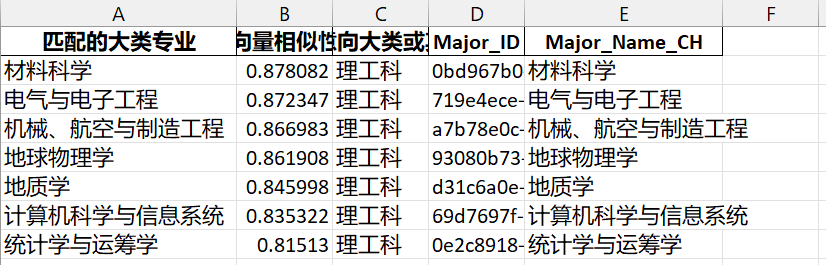 A B C D E F
匹配的大类专业 向量相似性 向大类或 Major_ID Major_Name_CH
材料科学 0.878082 理工科 0bd967b0 材料科学
电气与电子工程 0.872347 理工科 719e4ece- 电气与电子工程
机械、航空与制造工程 0.866983 理工科 a7b78e0c- 机械、航空与制造工程
地球物理学 0.861908 理工科 93080b73- 地球物理学
地质学 0.845998 理工科 d31c6a0e- 地质学
计算机科学与信息系统 0.835322 理工科 69d7697f- 计算机科学与信息系统
统计学与运筹学 0.81513 理工科 0e2c8918- 统计学与运筹学